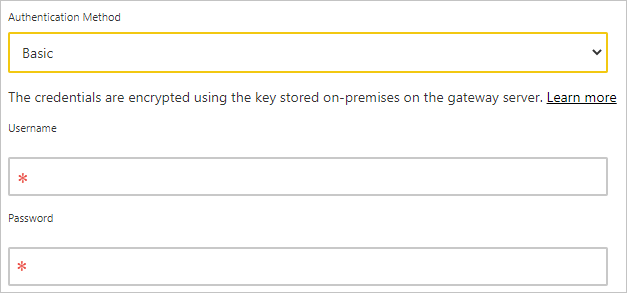 Authentication Method
Basic
The credentials are encrypted using the key stored on-premises on the gateway server. Learn more
Username
*
Password
*